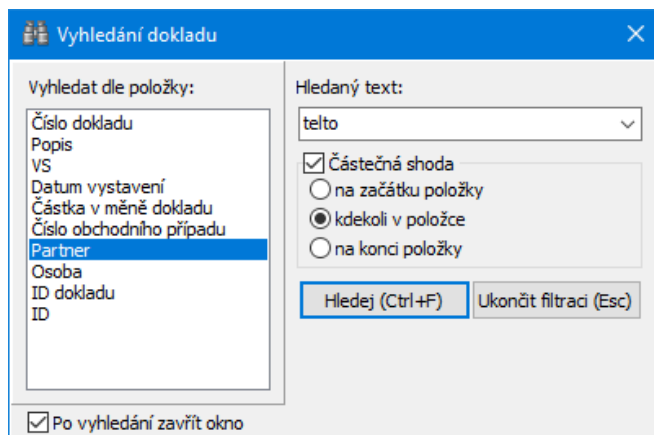 Vyhledání dokladu
Vyhledat dle položky:
Číslo dokladu
Popis
VS
Datum vystavení
Částka v měně dokladu
Číslo obchodního případu
Partner
Osoba
ID dokladu
ID
Po vyhledání zavřít okno
Hledaný text:
telto
Částečná shoda
na začátku položky
kdekoli v položce
na konci položky
Hledej (Ctrl+F)
Ukončit filtraci (Esc)